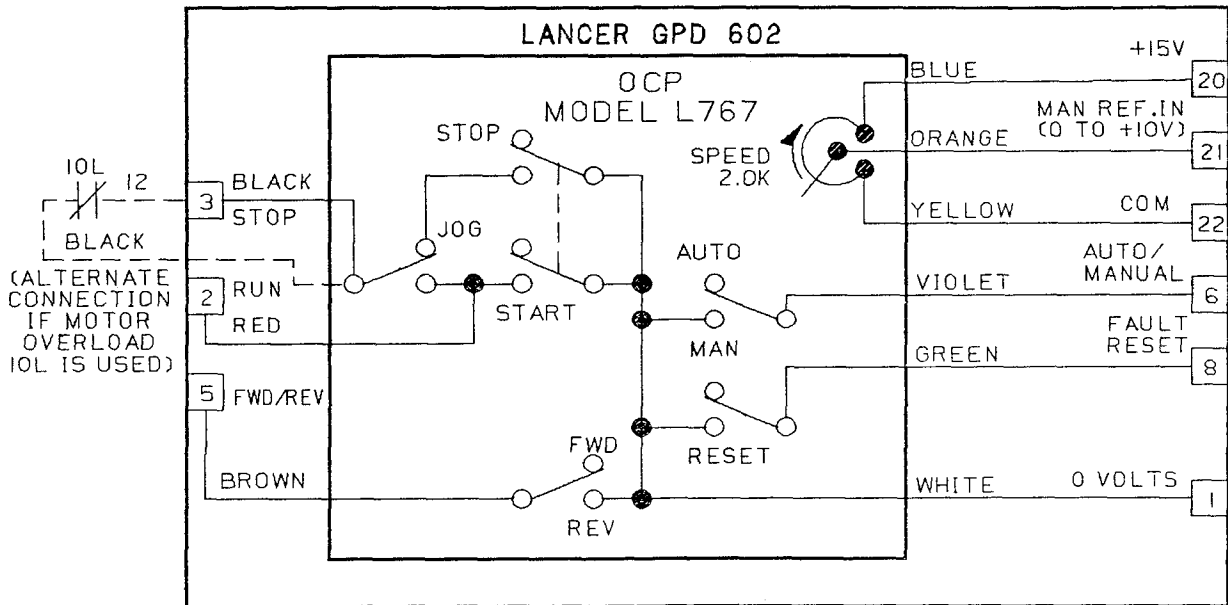 LANCER GPD 602
OCP
MODEL L767
STOP
SPEED
2.0K
BLUE
+15V
20
ORANGE
MAN REF.IN
(0 TO +10V)
21
YELLOW
COM
22
IOL
12
BLACK
3
BLACK
STOP
JOG
START
(ALTERNATE
CONNECTION
IF MOTOR
OVERLOAD
IOL IS USED)
2
RUN
RED
5
FWD/REV
BROWN
AUTO
MAN
VIOLET
AUTO/
MANUAL
6
GREEN
FAULT
RESET
8
RESET
FWD
REV
WHITE
0 VOLTS
1